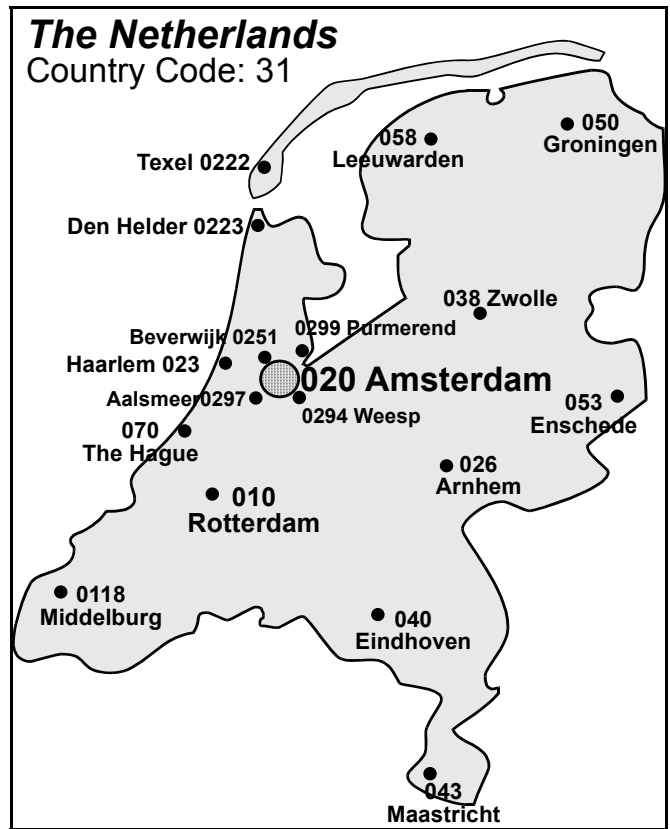 The Netherlands
Country Code: 31
050
Groningen
058
Leeuwarden
Texel 0222
Den Helder 0223
038 Zwolle
0299 Purmerend
Beverwijk 0251
Haarlem 023
020 Amsterdam
Aalsmeer0297
0294 Weesp
053
Enschede
070
The Hague
026
Arnhem
010
Rotterdam
0118
Middelburg
040
Eindhoven
043
Maastricht